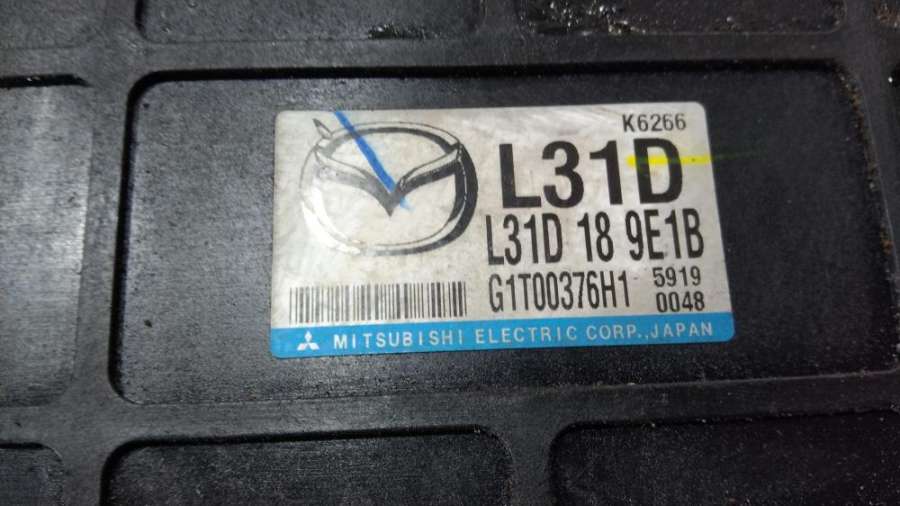 K6266
L31D
L31D 18 9E1B
G1T00376H1 5919
0048
MITSUBISHI ELECTRIC CORP.,JAPAN